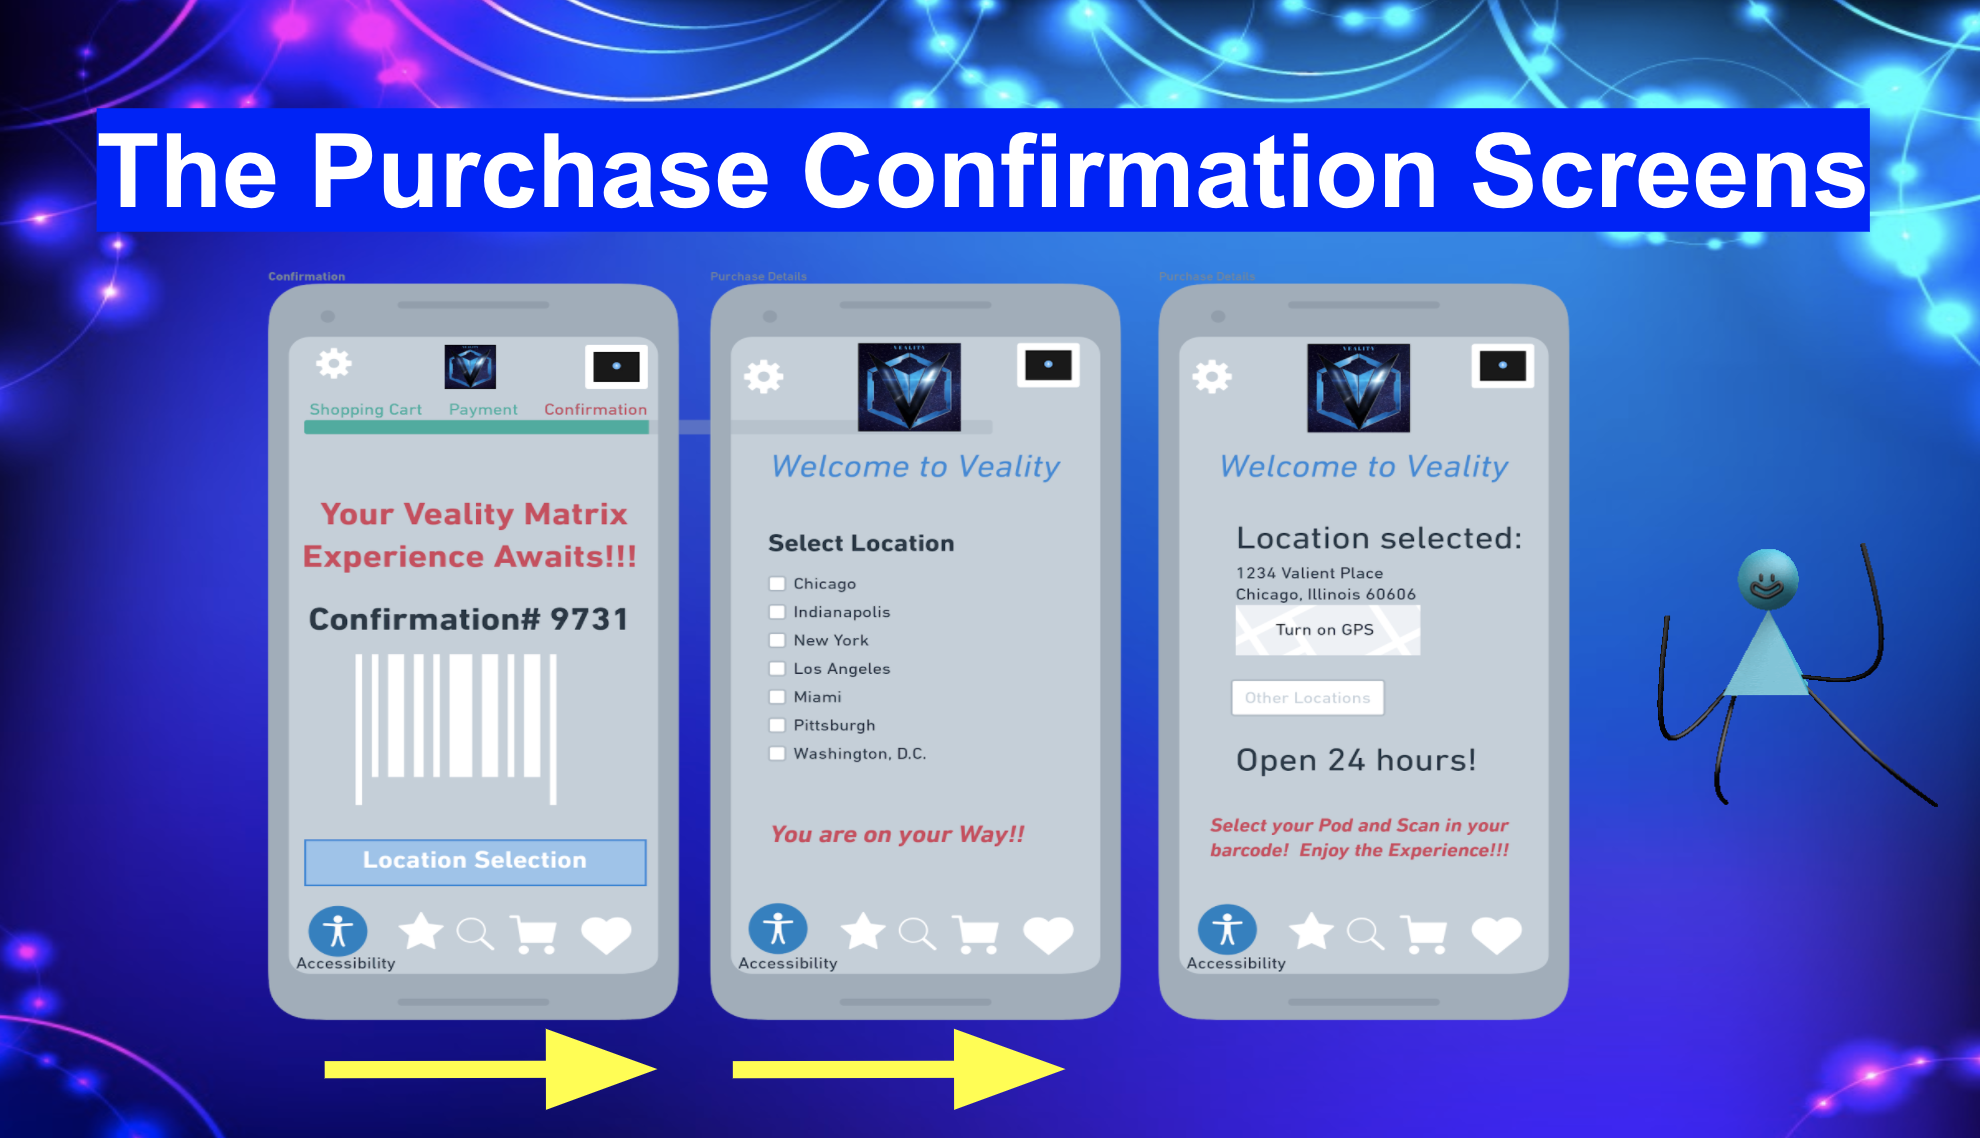 The Purchase Confirmation Screens
Confirmation
Shopping Cart Payment Confirmation
Your Veality Matrix
Experience Awaits!!!
Confirmation# 9731
Location Selection
Accessibility
Purchase Details
VEALITY
Welcome to Veality
Select Location
Chicago
Indianapolis
New York
Los Angeles
Miami
Pittsburgh
Washington, D.C.
You are on your Way!!
Accessibility
Purchase Details
VEALITY
Welcome to Veality
Location selected:
1234 Valient Place
Chicago, Illinois 60606
Turn on GPS
Other Locations
Open 24 hours!
Select your Pod and Scan in your
barcode! Enjoy the Experience!!!
Accessibility